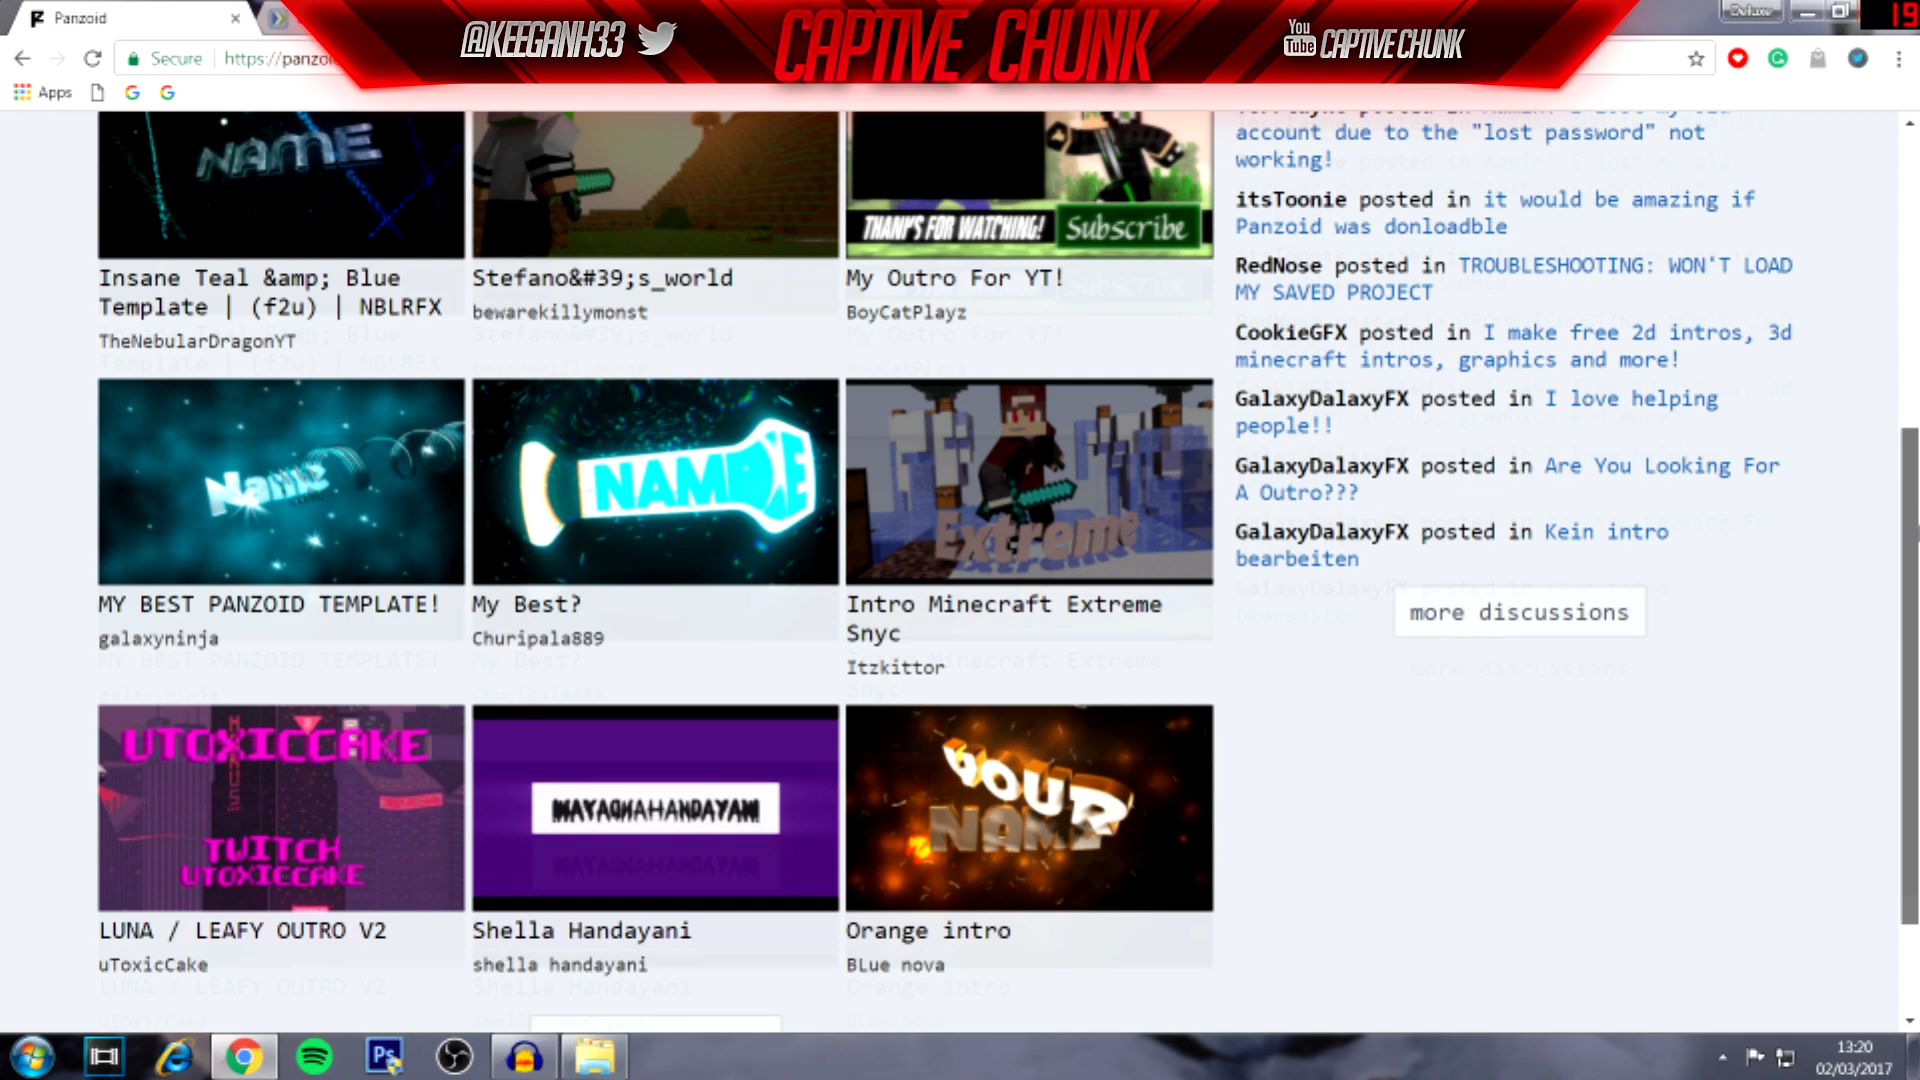 Panzoid
@KEEGANH33
CAPTIVE CHUNK
You
Tube CAPTIVE CHUNK
Deluxe
19
Secure
https://panzoi
Apps
NAME
Insane Teal &amp; Blue
Template | (f2u) | NBLRFX
TheNebularDragonYT
Stefano&#39;s_world
bewarekillymonst
THANKS FOR WATCHING!
Subscribe
My Outro For YT!
BoyCatPlayz
Name
MY BEST PANZOID TEMPLATE!
galaxyninja
NAME
My Best?
Churipala889
Extreme
Intro Minecraft Extreme
Snyc
Itzkittor
UTOXICCAKE
TWITCH
UTOXICCAKE
LUNA / LEAFY OUTRO V2
uToxicCake
Shella Handayani
shella handayani
YOUR
NAME
Orange intro
BLue nova
account due to the "lost password" not
working!
itsToonie posted in it would be amazing if
Panzoid was donloadble
RedNose posted in TROUBLESHOOTING: WON'T LOAD
MY SAVED PROJECT
CookieGFX posted in I make free 2d intros, 3d
minecraft intros, graphics and more!
GalaxyDalaxyFX posted in I love helping
people!!
GalaxyDalaxyFX posted in Are You Looking For
A Outro???
GalaxyDalaxyFX posted in Kein intro
bearbeiten
more discussions
Ps
13:20
02/03/2017